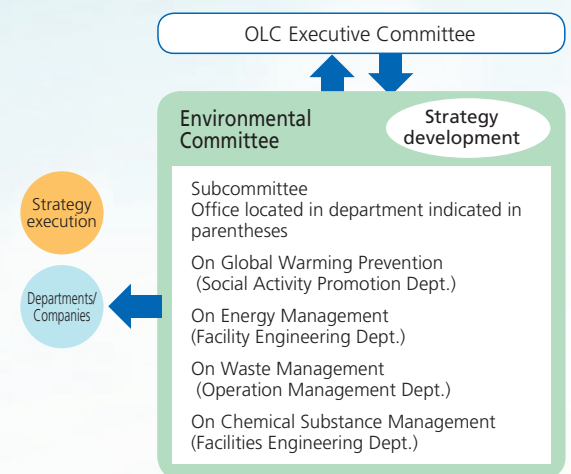 OLC Executive Committee
Environmental
Committee
Strategy
development
Subcommittee
Office located in department indicated in
parentheses
On Global Warming Prevention
(Social Activity Promotion Dept.)
On Energy Management
(Facility Engineering Dept.)
On Waste Management
(Operation Management Dept.)
On Chemical Substance Management
(Facilities Engineering Dept.)
Strategy
execution
Departments/
Companies